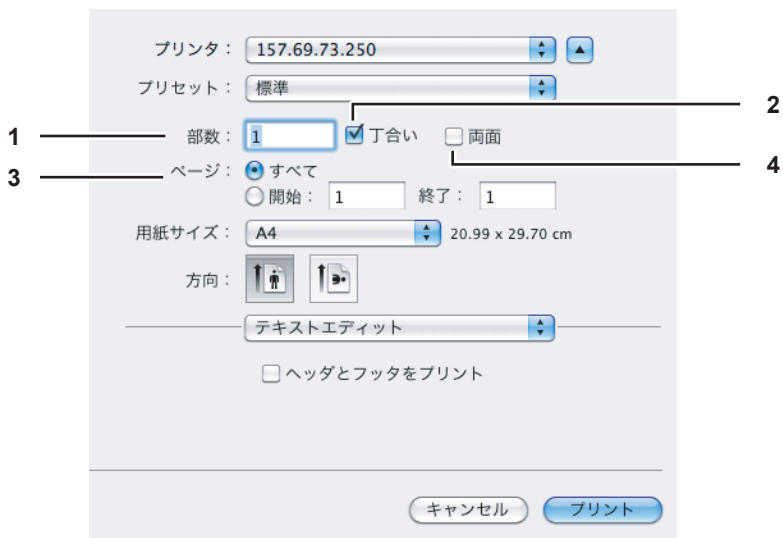 プリンタ： 157.69.73.250
プリセット： 標準
2
1 部数： 1 丁合い 両面
4
3 ページ： すべて
開始： 1 終了： 1
用紙サイズ： A4 20.99 x 29.70 cm
方向：
テキストエディット
ヘッダとフッタをプリント
キャンセル プリント